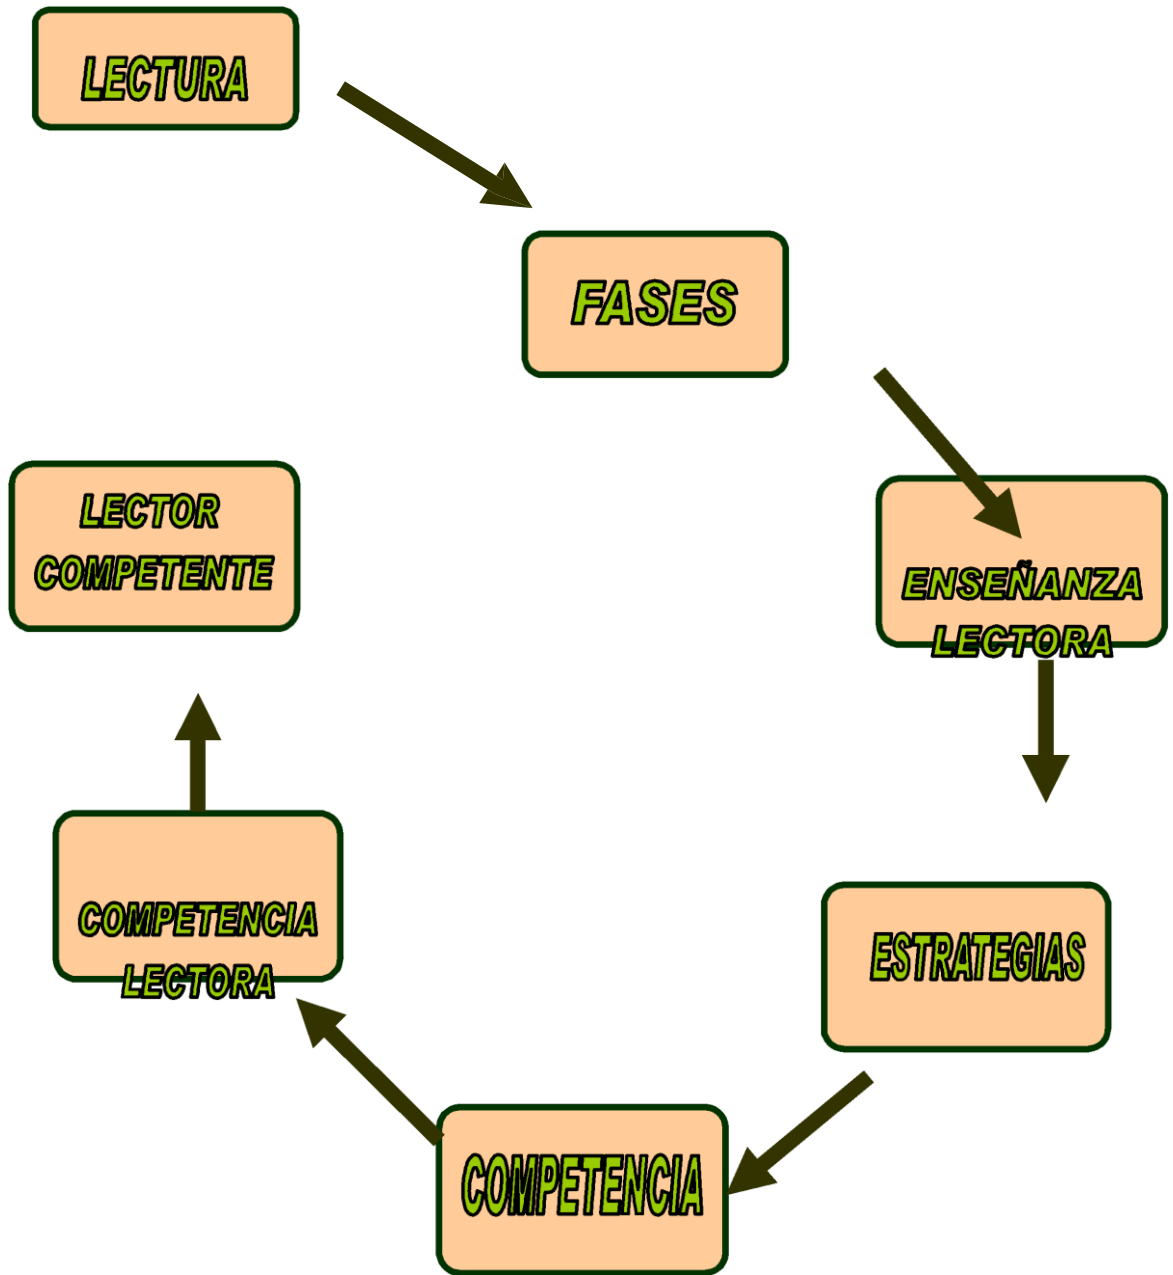 LECTURA
FASES
ENSEÑANZA
LECTORA
ESTRATEGIAS
COMPETENCIA
COMPETENCIA
LECTORA
LECTOR
COMPETENTE